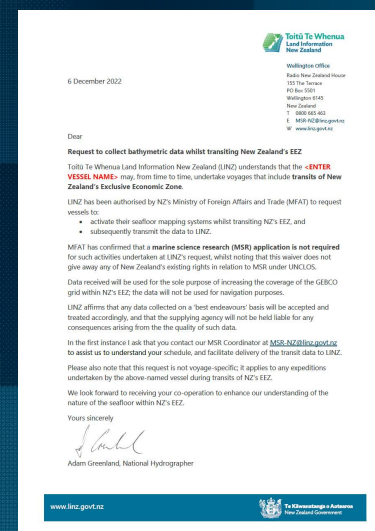 Toitū Te Whenua
Land Information
New Zealand
Wellington Office
Radio New Zealand House
155 The Terrace
PO Box 5501
Wellington 6145
New Zealand
T 0800 665 463
E MSR-NZ@linz.govt.nz
W www.linz.govt.nz
6 December 2022
Dear
Request to collect bathymetric data whilst transiting New Zealand's EEZ
Toitū Te Whenua Land Information New Zealand (LINZ) understands that the <ENTER
VESSEL NAME> may, from time to time, undertake voyages that include transits of New
Zealand's Exclusive Economic Zone.
LINZ has been authorised by NZ's Ministry of Foreign Affairs and Trade (MFAT) to request
vessels to:
• activate their seafloor mapping systems whilst transiting NZ's EEZ, and
• subsequently transmit the data to LINZ.
MFAT has confirmed that a marine science research (MSR) application is not required
for such activities undertaken at LINZ's request, whilst noting that this waiver does not
give away any of New Zealand's existing rights in relation to MSR under UNCLOS.
Data received will be used for the sole purpose of increasing the coverage of the GEBCO
grid within NZ's EEZ; the data will not be used for navigation purposes.
LINZ affirms that any data collected on a 'best endeavours' basis will be accepted and
treated accordingly, and that the supplying agency will not be held liable for any
consequences arising from the the quality of such data.
In the first instance I ask that you contact our MSR Coordinator at MSR-NZ@linz.govt.nz
to assist us to understand your schedule, and facilitate delivery of the transit data to LINZ.
Please also note that this request is not voyage-specific; it applies to any expeditions
undertaken by the above-named vessel during transits of NZ's EEZ.
We look forward to receiving your co-operation to enhance our understanding of the
nature of the seafloor within NZ's EEZ.
Yours sincerely
Adam Greenland, National Hydrographer
www.linz.govt.nz
Te Kāwanatanga o Aotearoa
New Zealand Government